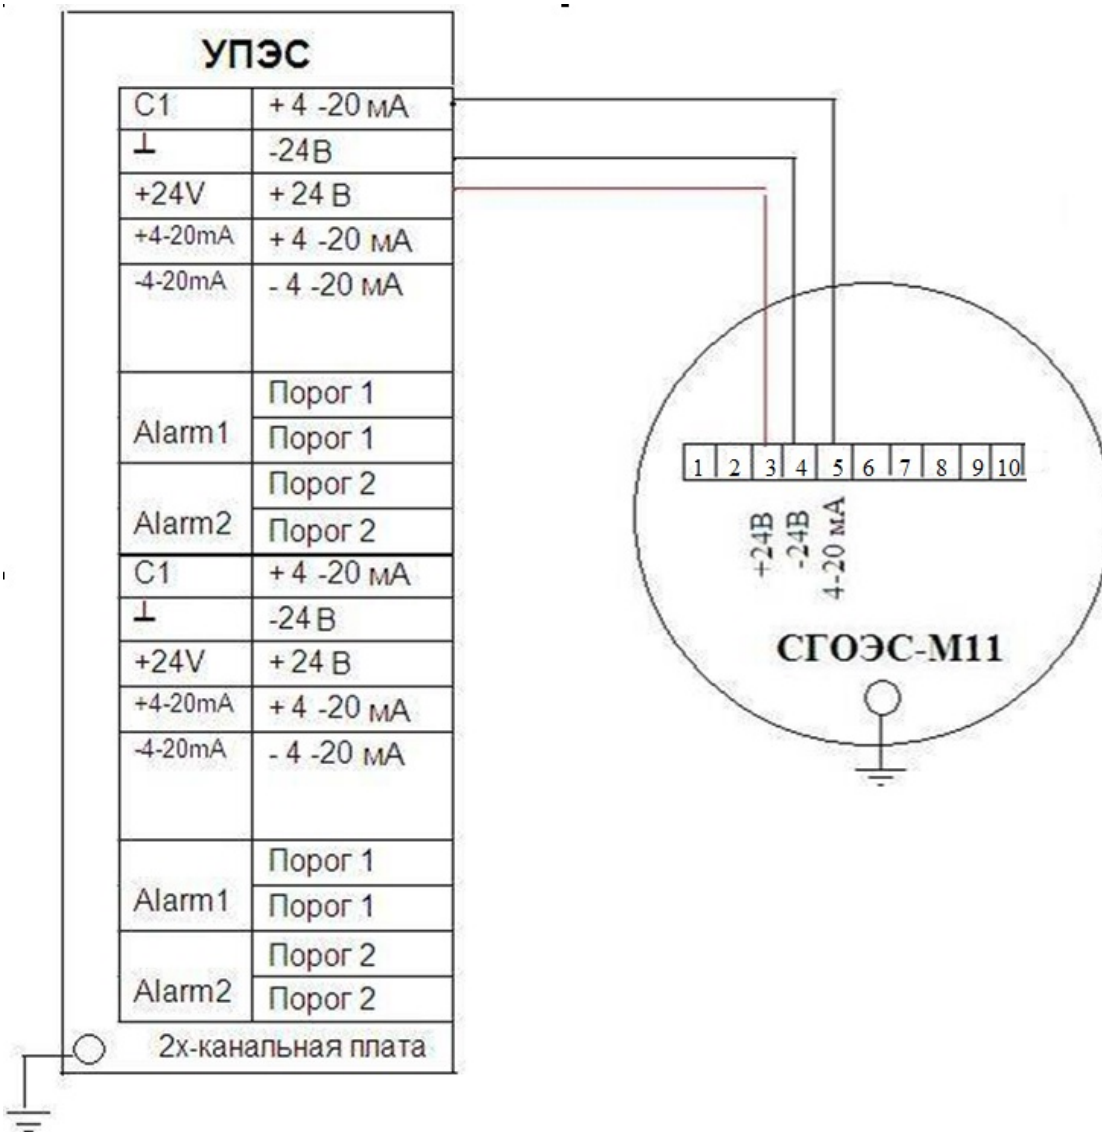 УПЭС
C1 +4 -20 мА
⊥ -24В
+24V +24 В
+4-20mA +4 -20 мА
-4-20mA - 4 -20 мА
Порог 1
Alarm1 Порог 1
Порог 2
Alarm2 Порог 2
C1 +4 -20 мА
⊥ -24 В
+24V +24 В
+4-20mA +4 -20 мА
-4-20mA - 4 -20 мА
Порог 1
Alarm1 Порог 1
Порог 2
Alarm2 Порог 2
2х-канальная плата
1 2 3 4 5 6 7 8 9 10
+24В
-24В
4-20 мА
СГОЭС-М11